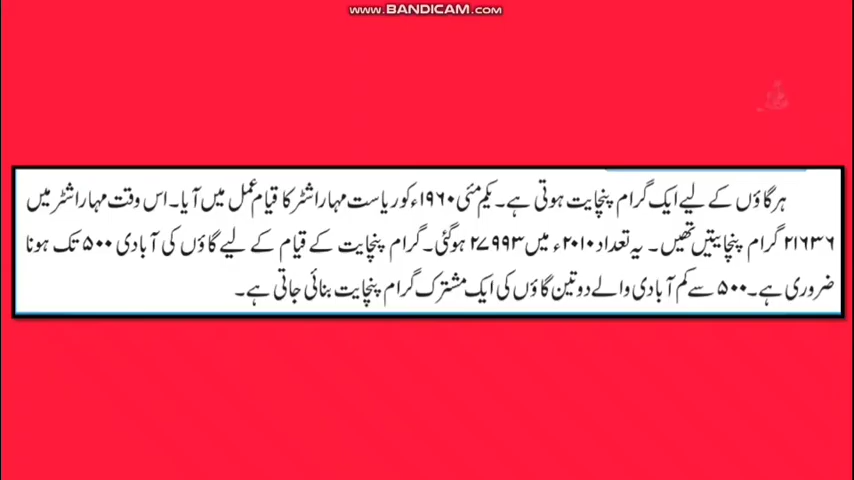 www.BANDICAM.com
ہر گاؤں کے لیے ایک گرام پنچایت ہوتی ہے۔ یکم مئی ۱۹۶۰ء کو ریاست مہاراشٹر کا قیام عمل میں آیا۔ اس وقت مہاراشٹر میں
۲۱۶۳۶ گرام پنچایتیں تھیں۔ یہ تعداد ۲۰۱۰ء میں ۲۷۹۹۳ ہوگئی۔ گرام پنچایت کے قیام کے لیے گاؤں کی آبادی ۵۰۰ تک ہونا
ضروری ہے۔ ۵۰۰ سے کم آبادی والے دو تین گاؤں کی ایک مشترک گرام پنچایت بنائی جاتی ہے۔